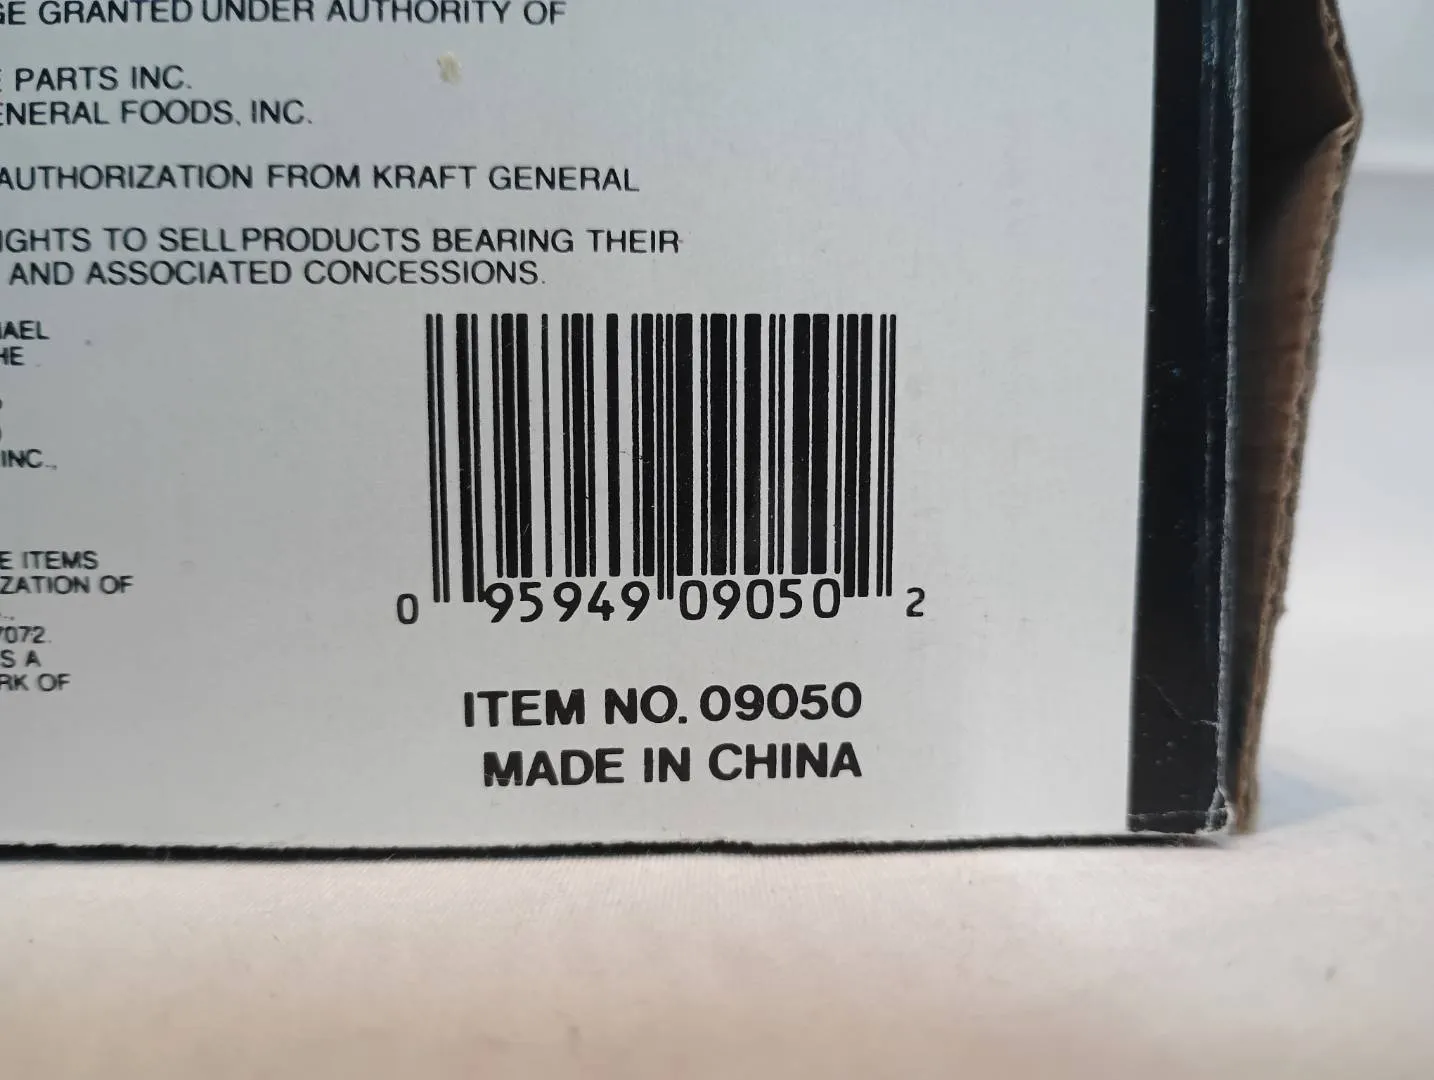 GE GRANTED UNDER AUTHORITY OF
PARTS INC.
ENERAL FOODS, INC.
AUTHORIZATION FROM KRAFT GENERAL
IGHTS TO SELL PRODUCTS BEARING THEIR
AND ASSOCIATED CONCESSIONS.
AEL
HE
INC.,
E ITEMS
ZATION OF
7072.
S A
RK OF
0 95949 09050 2
ITEM NO. 09050
MADE IN CHINA